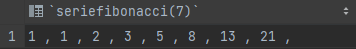 `seriefibonacci(7)`
1 1 , 1 , 2 , 3 , 5 , 8 , 13 , 21 ,